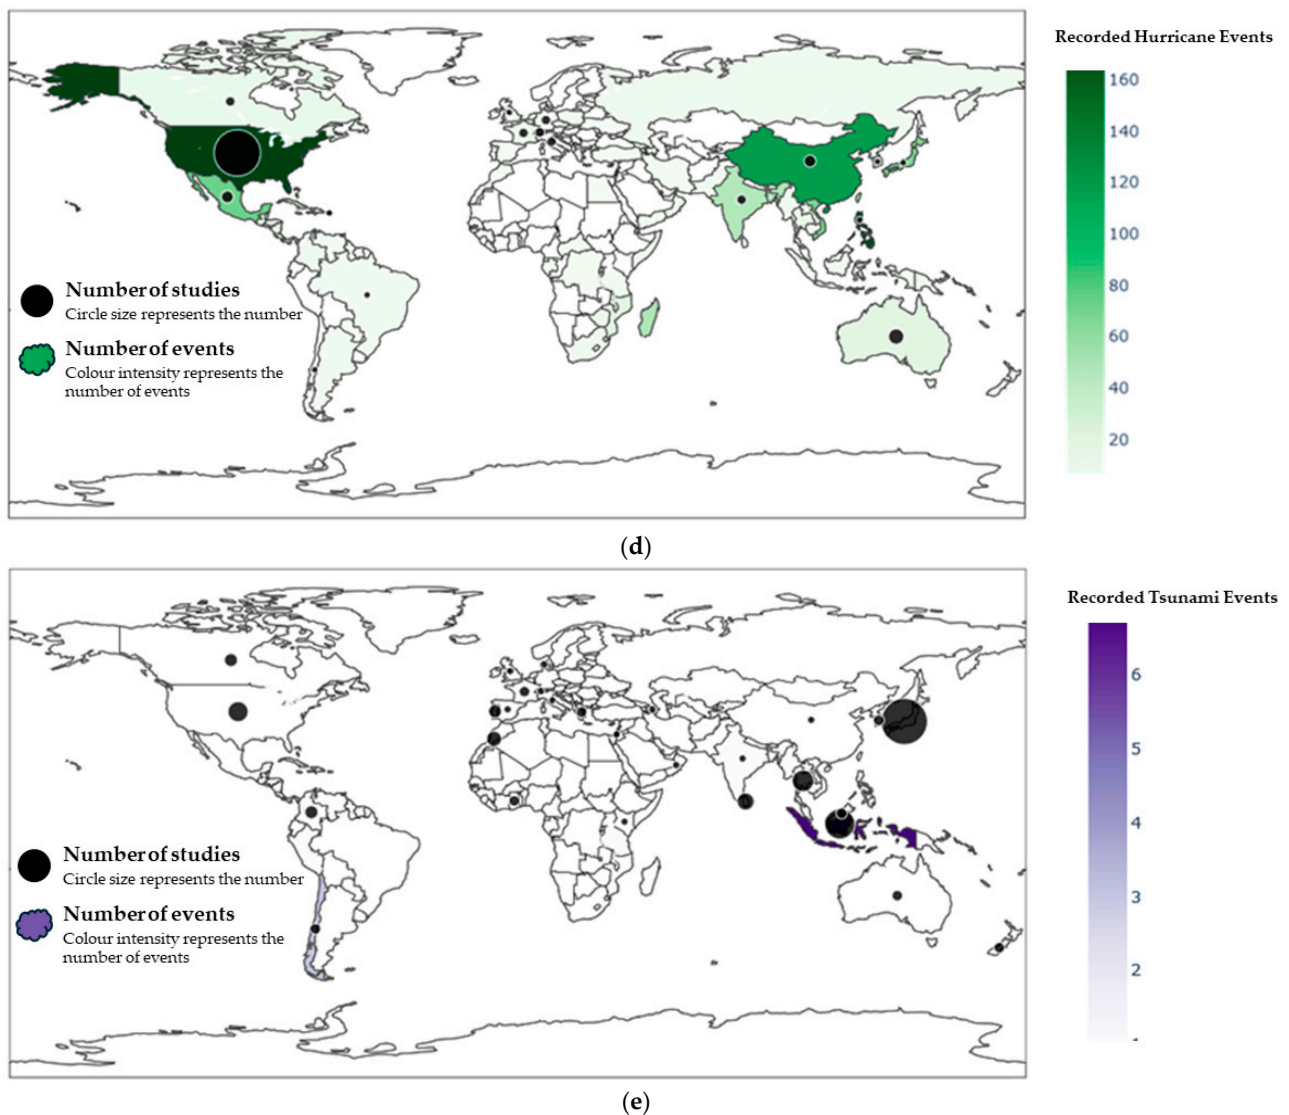 Recorded Hurricane Events
160
140
120
100
80
60
40
20
Number of studies
Circle size represents the number
Number of events
Colour intensity represents the
number of events
(d)
Recorded Tsunami Events
6
5
4
3
2
Number of studies
Circle size represents the number
Number of events
Colour intensity represents the
number of events
(e)